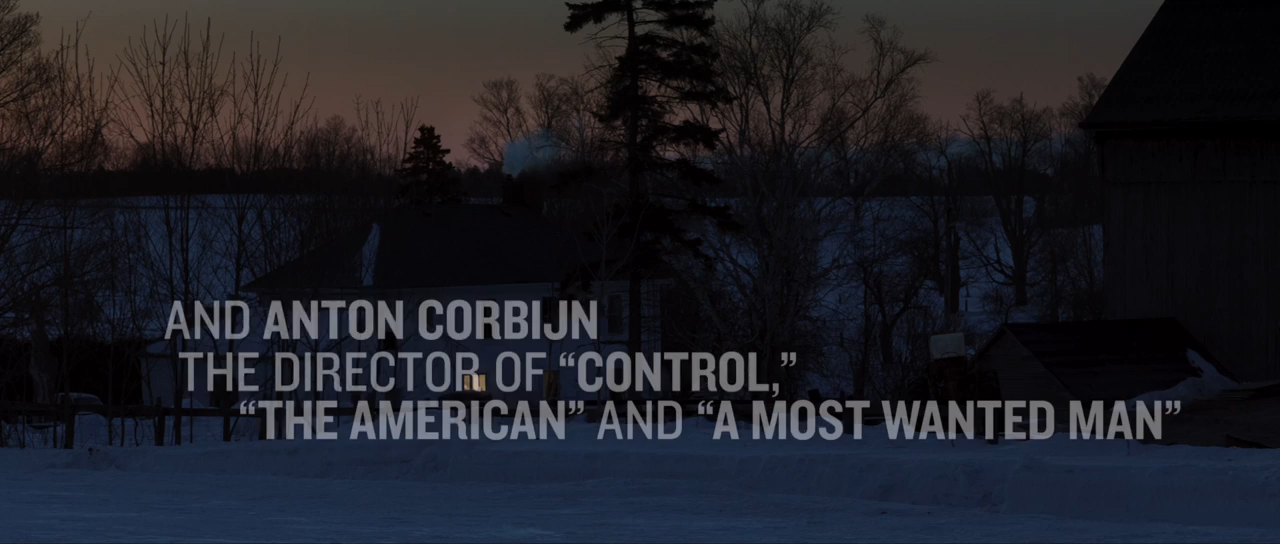 AND ANTON CORBIJN
THE DIRECTOR OF “CONTROL,”
“THE AMERICAN” AND “A MOST WANTED MAN”